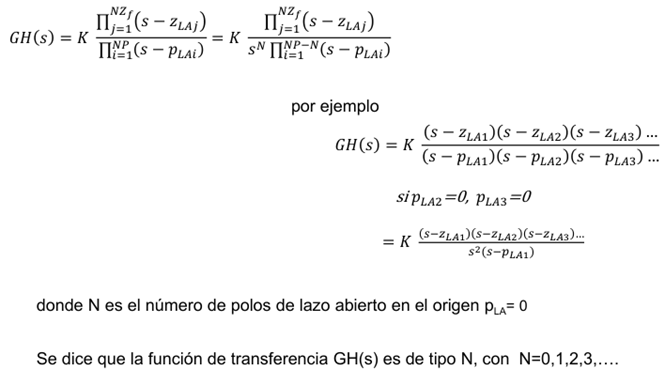 GH(s) = K \frac{\prod_{j=1}^{NZ_f}(s - z_{LAj})}{\prod_{i=1}^{NP}(s - p_{LAi})} = K \frac{\prod_{j=1}^{NZ_f}(s - z_{LAj})}{s^N \prod_{i=1}^{NP-N}(s - p_{LAi})}
por ejemplo
GH(s) = K \frac{(s - z_{LA1})(s - z_{LA2})(s - z_{LA3}) ...}{(s - p_{LA1})(s - p_{LA2})(s - p_{LA3}) ...}
si p_{LA2}=0, p_{LA3}=0
= K \frac{(s-z_{LA1})(s-z_{LA2})(s-z_{LA3})...}{s^2(s-p_{LA1})}
donde N es el número de polos de lazo abierto en el origen p_{LA}= 0
Se dice que la función de transferencia GH(s) es de tipo N, con N=0,1,2,3,….